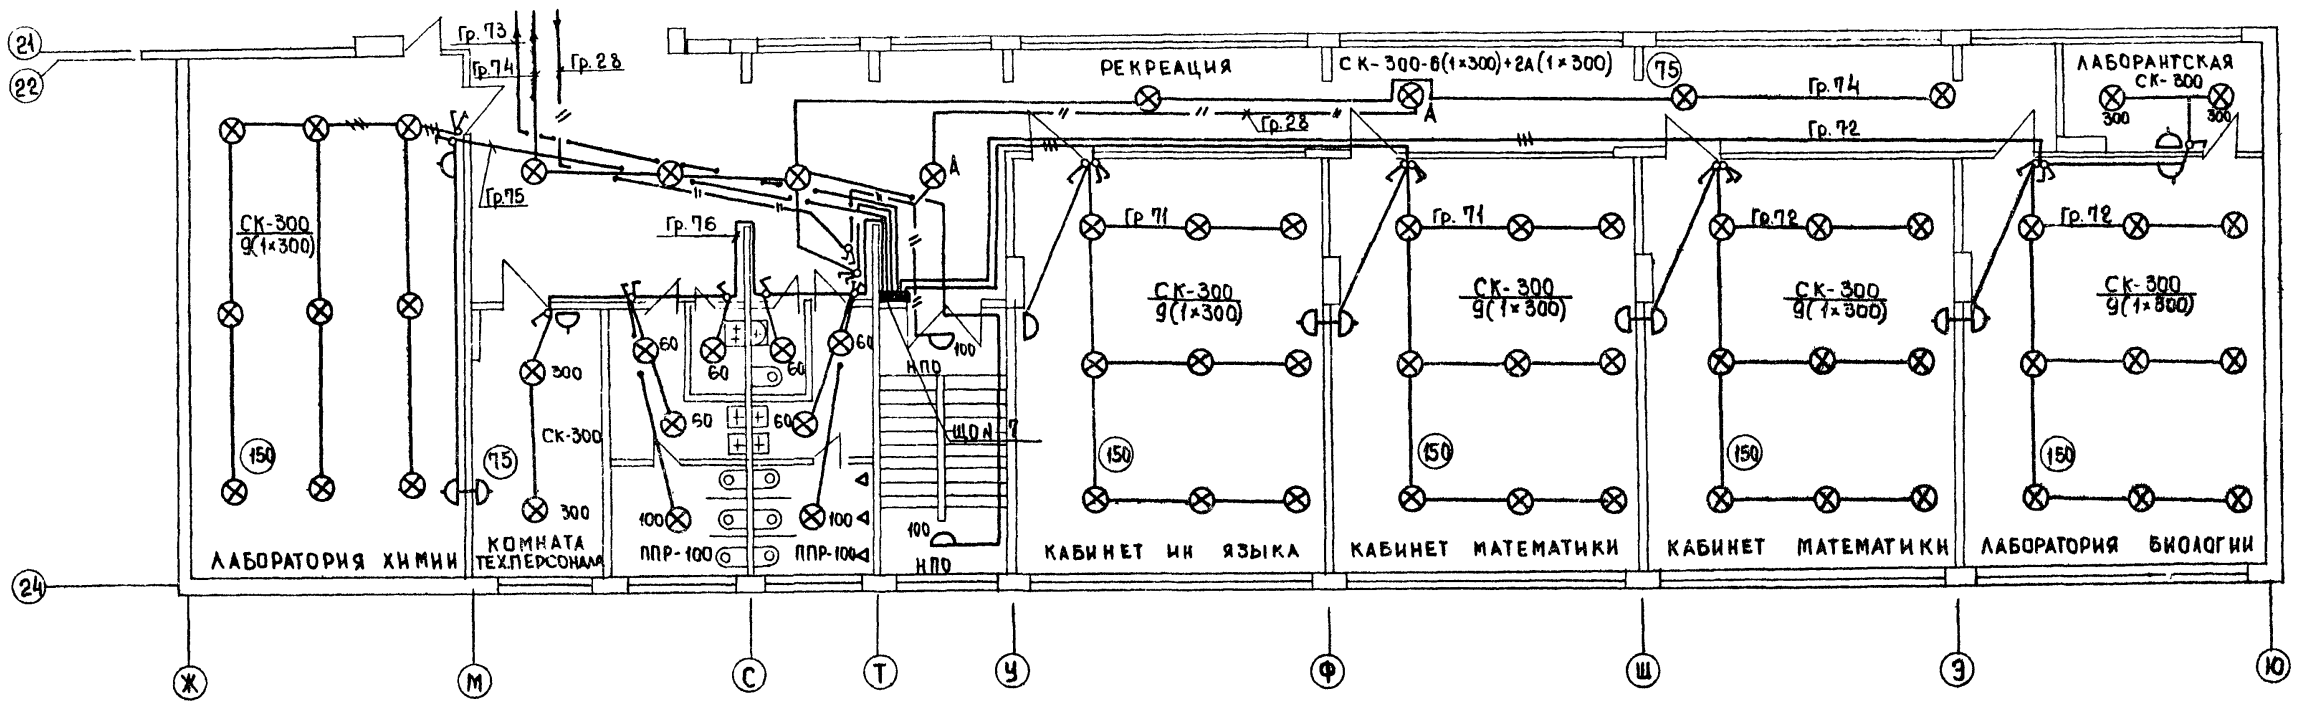 21
22
24
Гр.73
Гр.74
Гр.28
РЕКРЕАЦИЯ
СК-300-6(1×300)+2А(1×300)
75
А
Гр.74
ЛАБОРАНТСКАЯ
СК-300
300
300
Гр.28
Гр.72
А
Гр.75
Гр.76
СК-300
9(1×300)
Гр.71
Гр.71
Гр.72
Гр.72
СК-300
9(1×300)
СК-300
9(1×300)
СК-300
9(1×300)
СК-300
9(1×300)
60
60
60
60
100
НПО
300
50
60
СК-300
ЩО№ 7
150
75
150
150
150
150
300
100
100
100
ЛАБОРАТОРИЯ ХИМИИ
КОМНАТА
ТЕХ.ПЕРСОНАЛА
ППР-100
ППР-100
НПО
КАБИНЕТ ИН ЯЗЫКА
КАБИНЕТ МАТЕМАТИКИ
КАБИНЕТ МАТЕМАТИКИ
ЛАБОРАТОРИЯ БИОЛОГИИ
Ж
М
С
Т
У
Ф
Ш
Э
Ю